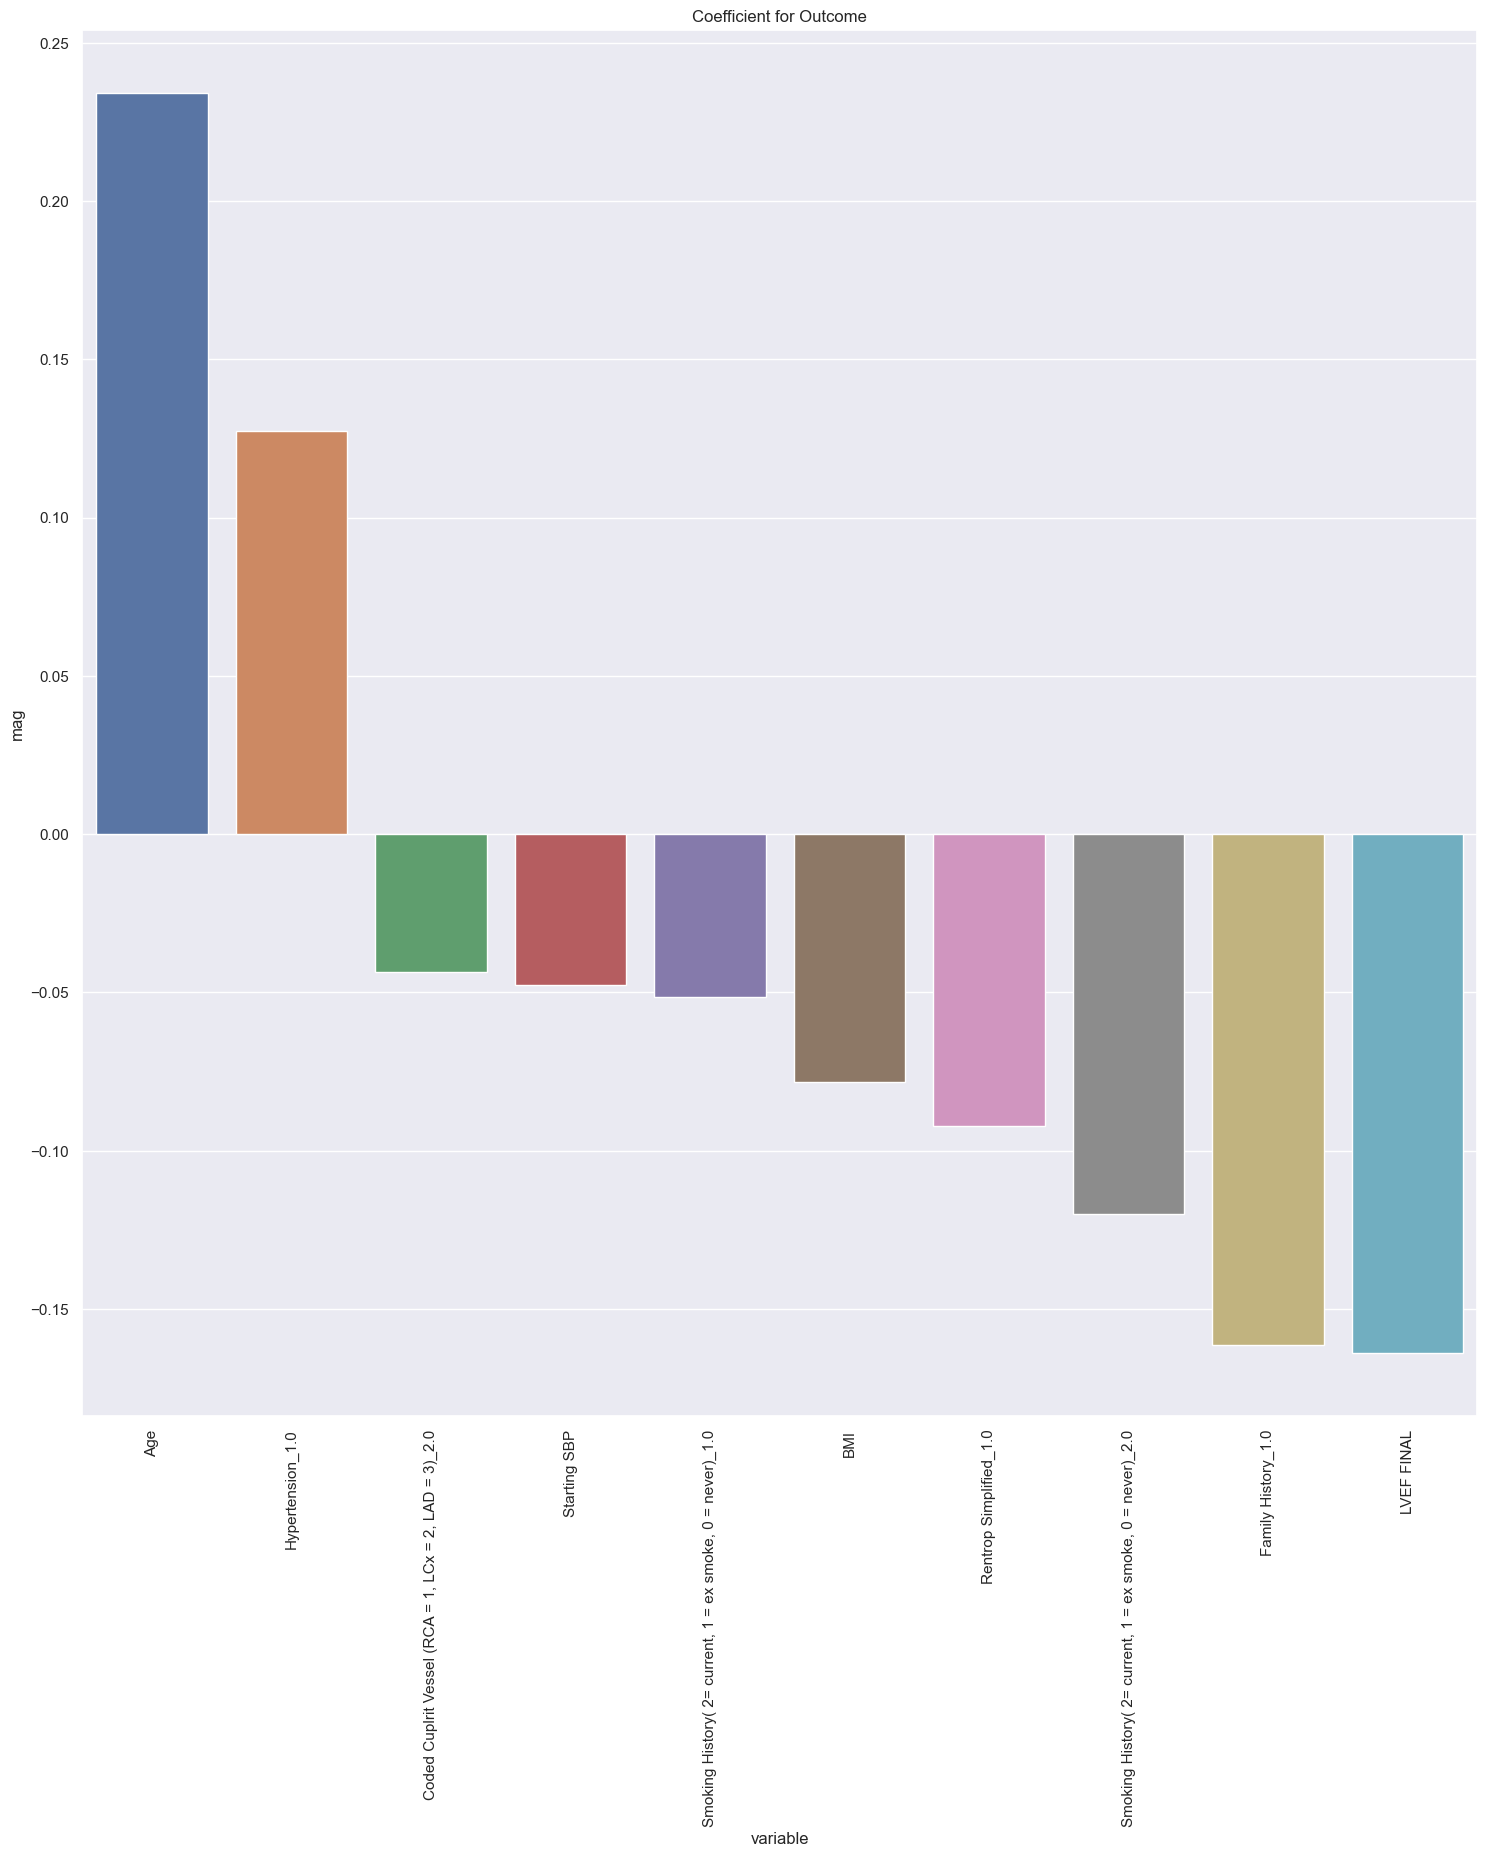 Coefficient for Outcome
0.25
0.20
0.15
0.10
0.05
0.00
−0.05
−0.10
−0.15
mag
Age
Hypertension_1.0
Coded Cuplrit Vessel (RCA = 1, LCx = 2, LAD = 3)_2.0
Starting SBP
Smoking History( 2= current, 1 = ex smoke, 0 = never)_1.0
BMI
Rentrop Simplified_1.0
Smoking History( 2= current, 1 = ex smoke, 0 = never)_2.0
Family History_1.0
LVEF FINAL
variable